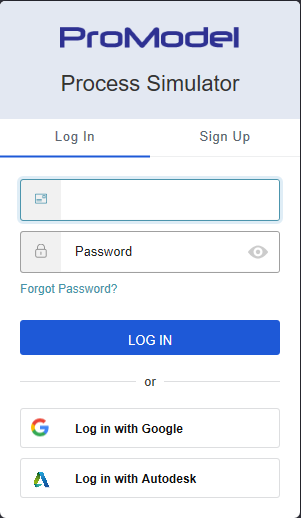 ProModel
Process Simulator
Log In Sign Up
Password
Forgot Password?
LOG IN
or
Log in with Google
Log in with Autodesk